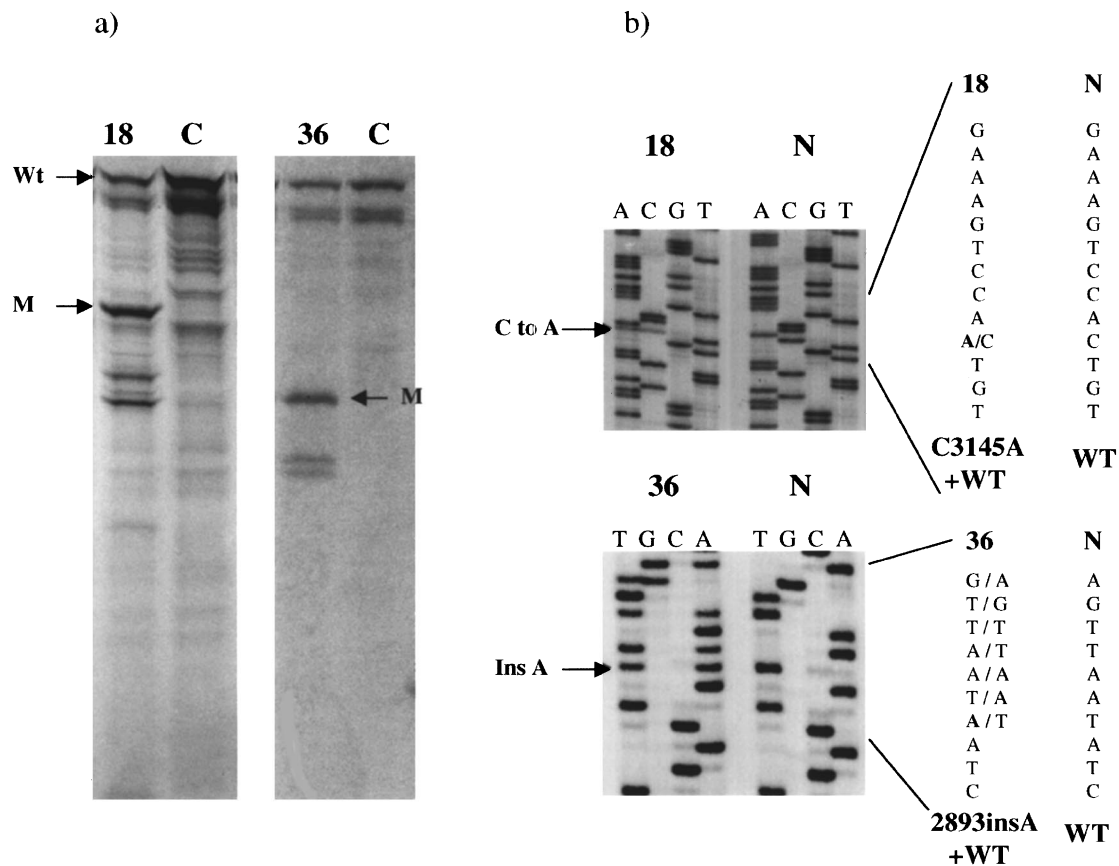 a)
18 C
36 C
Wt
M
M
b)
18 N
A C G T A C G T
C to A
18 N
G G
A A
A A
A A
G G
T T
C C
C C
A A
A/C C
T T
G G
T T
C3145A
+WT
WT
36 N
T G C A T G C A
Ins A
36 N
G / A A
T / G G
T / T T
A / T T
A / A A
T / A A
A / T T
A A
T T
C C
2893insA
+WT
WT